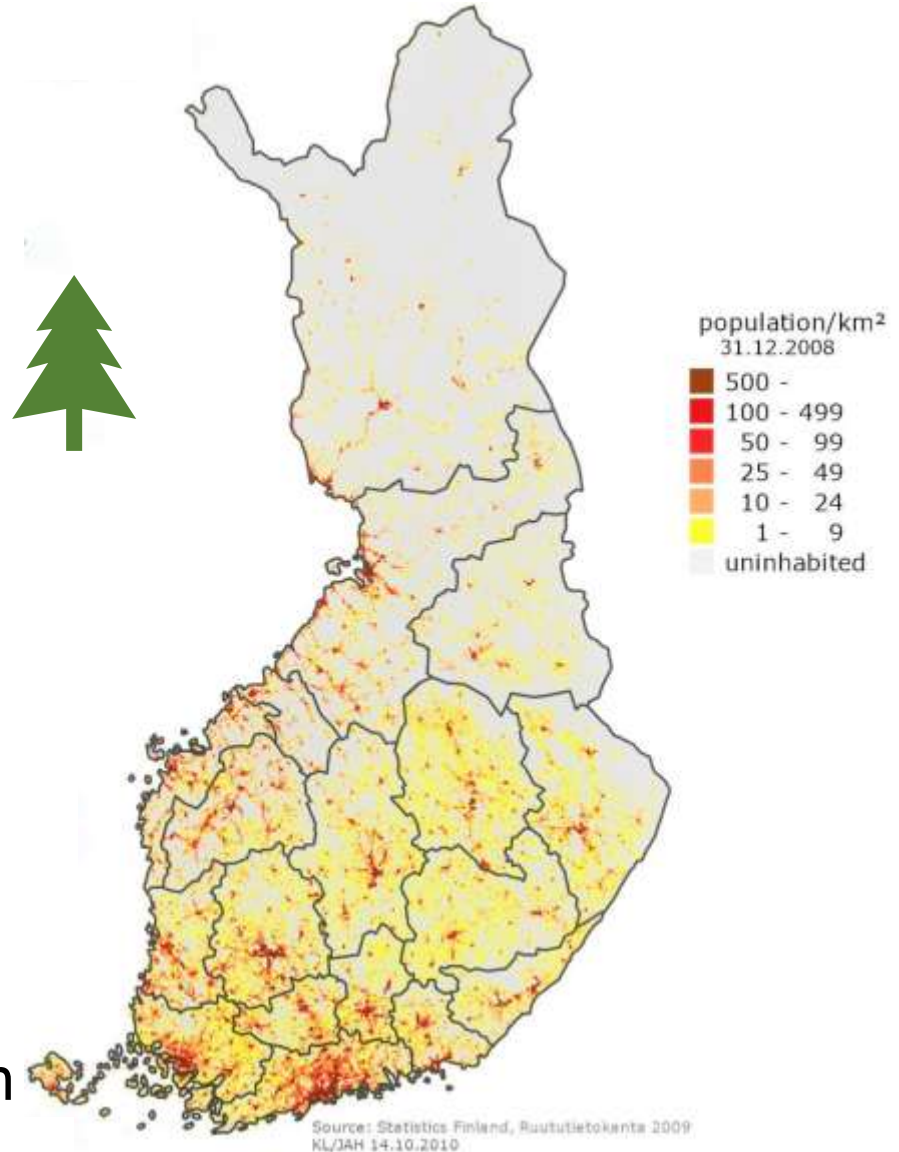 population/km²
31.12.2008
500 -
100 - 499
50 - 99
25 - 49
10 - 24
1 - 9
uninhabited
n
Source: Statistics Finland, Ruututietokanta 2009
KL/JAH 14.10.2010